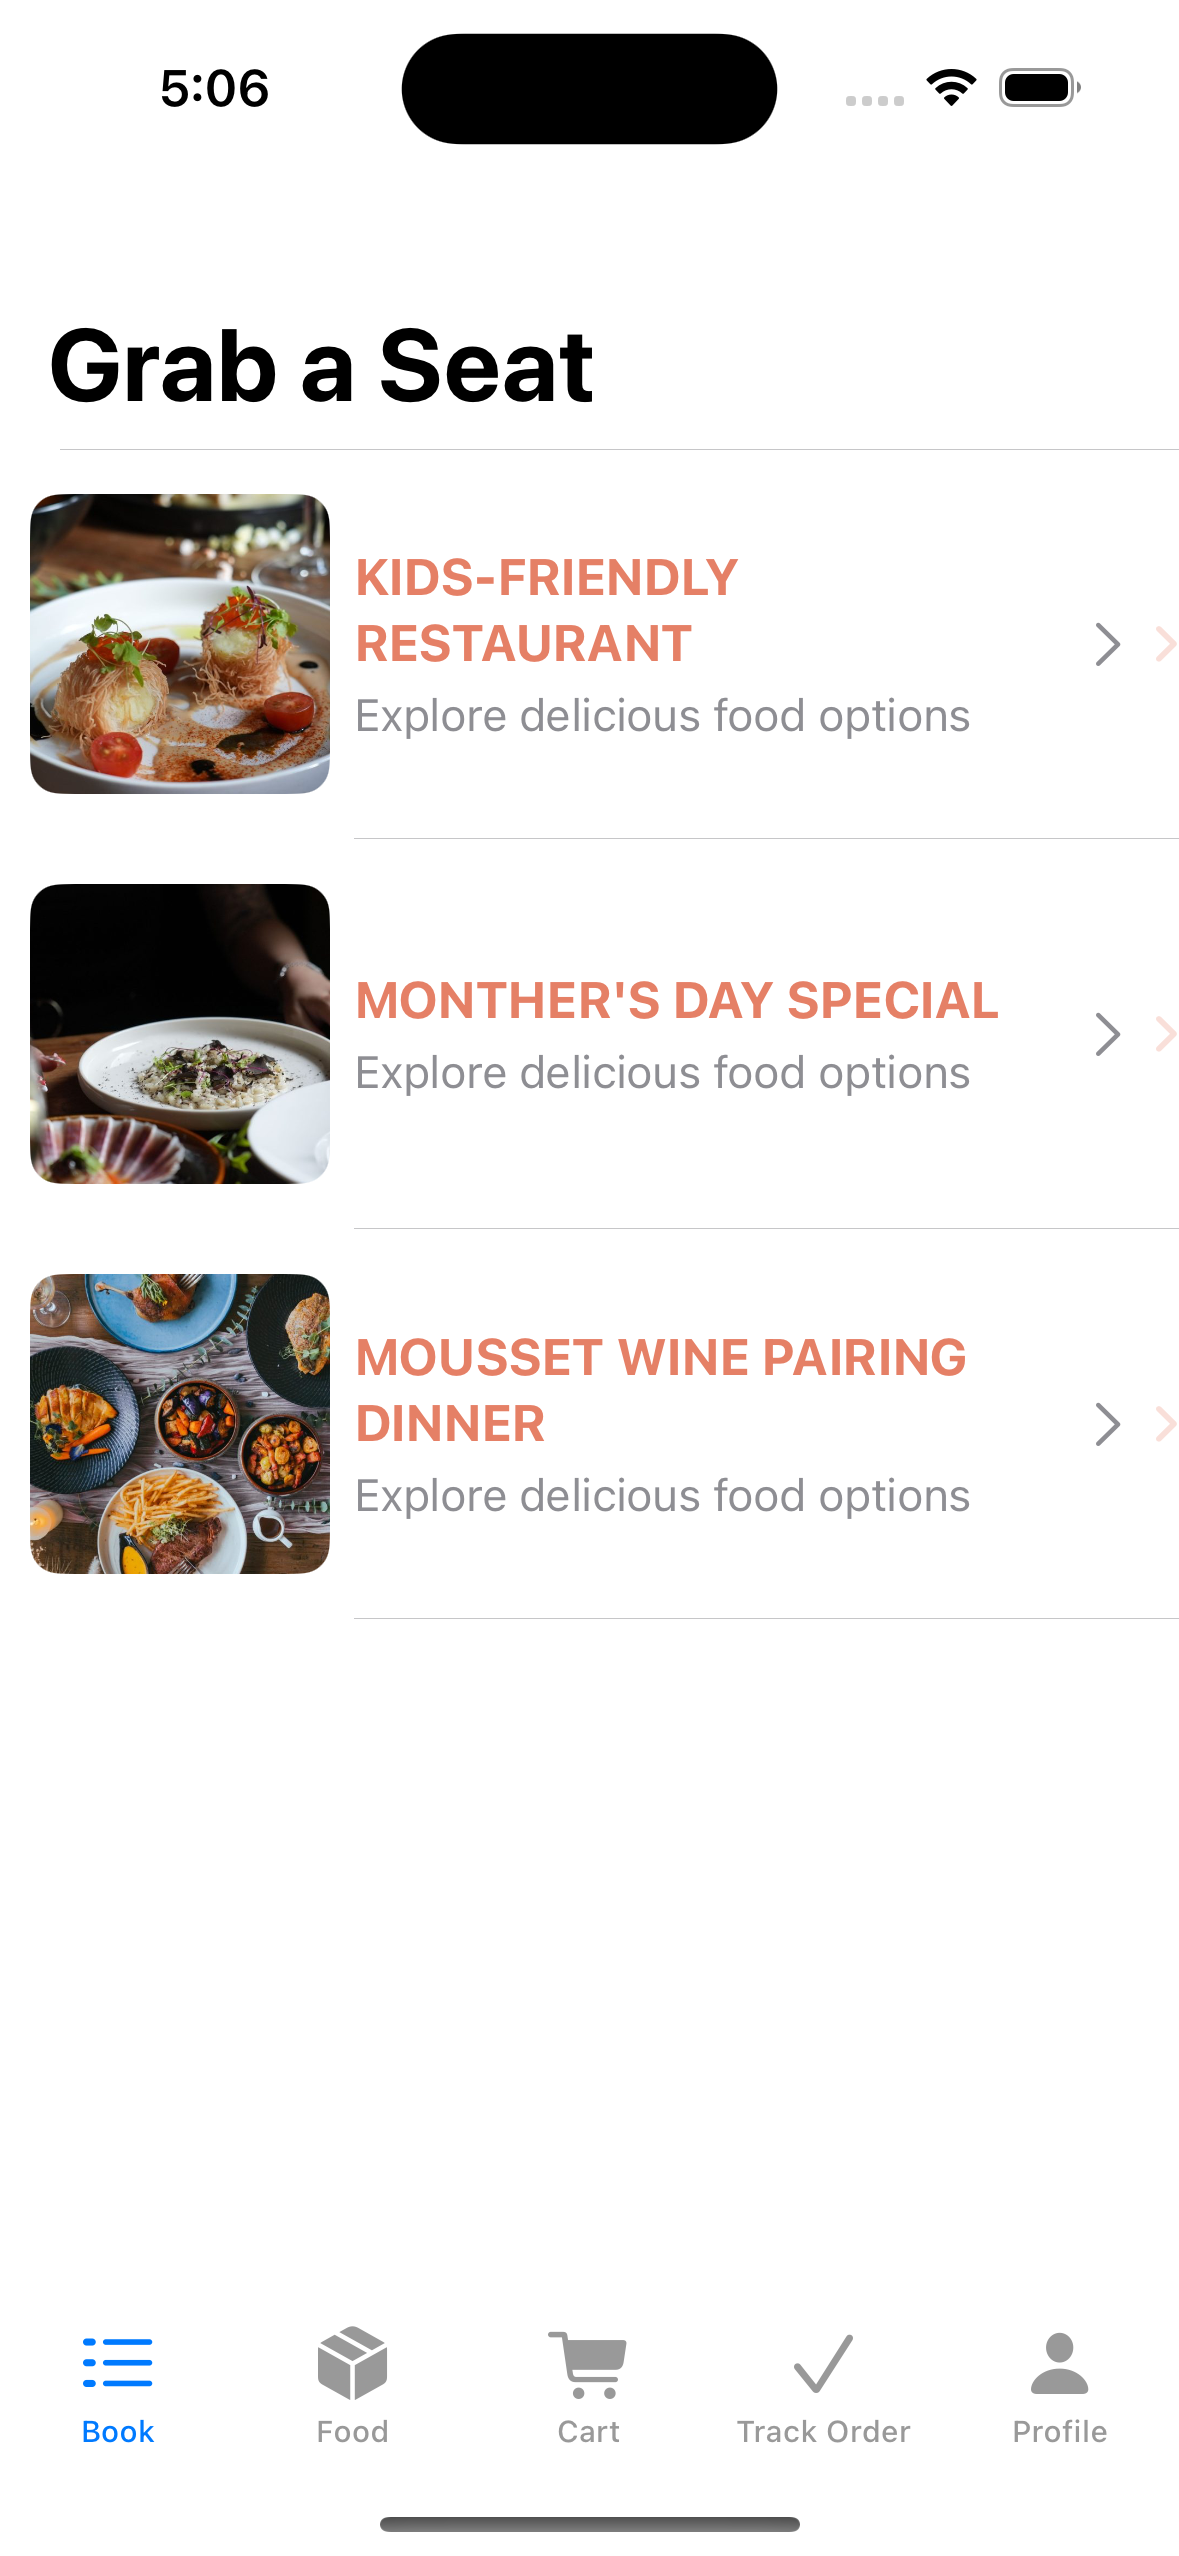 5:06
Grab a Seat
KIDS-FRIENDLY
RESTAURANT
Explore delicious food options
MONTHER'S DAY SPECIAL
Explore delicious food options
MOUSSET WINE PAIRING
DINNER
Explore delicious food options
Book
Food
Cart
Track Order
Profile